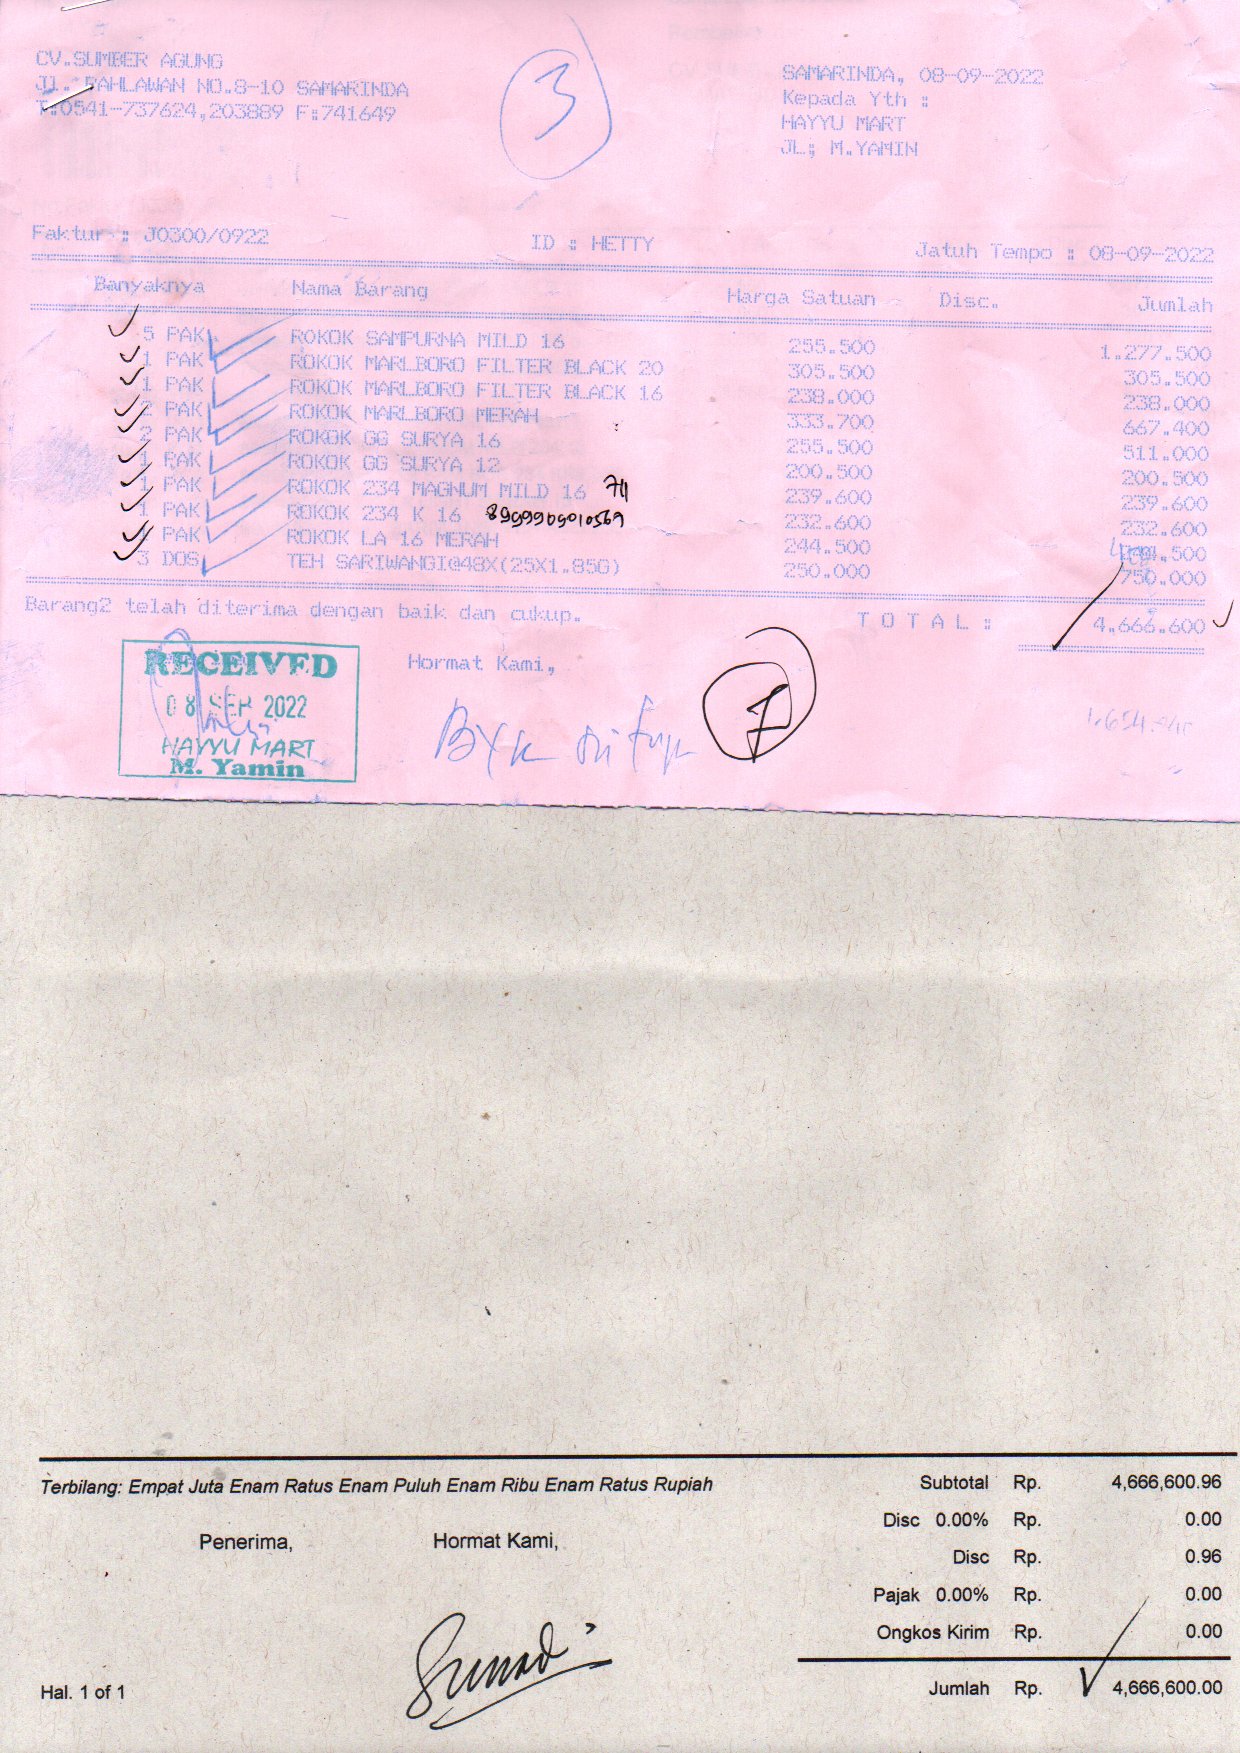 CV.SUMBER AGUNG
JL. PAHLAWAN NO.8-10 SAMARINDA
T:0541-737624,203889 F:741649
3
SAMARINDA, 08-09-2022
Kepada Yth :
HAYYU MART
JL; M.YAMIN
Faktur : J0300/0922 ID : HETTY Jatuh Tempo : 08-09-2022
Banyaknya Nama Barang Harga Satuan Disc. Jumlah
5 PAK ROKOK SAMPURNA MILD 16 255.500 1.277.500
1 PAK ROKOK MARLBORO FILTER BLACK 20 305.500 305.500
1 PAK ROKOK MARLBORO FILTER BLACK 16 238.000 238.000
2 PAK ROKOK MARLBORO MERAH 333.700 667.400
2 PAK ROKOK GG SURYA 16 255.500 511.000
1 PAK ROKOK GG SURYA 12 200.500 200.500
1 PAK ROKOK 234 MAGNUM MILD 16 239.600 239.600
1 PAK ROKOK 234 K 16 8999909010569 232.600 232.600
PAK ROKOK LA 16 MERAH 244.500
3 DOS TEH SARIWANGI@48X(25X1.85G) 250.000 750.000
Barang2 telah diterima dengan baik dan cukup. TOTAL : 4.666.600
RECEIVED
08 SEP 2022
HAYYU MART
M. Yamin
Hormat Kami,
7
Terbilang: Empat Juta Enam Ratus Enam Puluh Enam Ribu Enam Ratus Rupiah
Penerima, Hormat Kami,
Subtotal Rp. 4,666,600.96
Disc 0.00% Rp. 0.00
Disc Rp. 0.96
Pajak 0.00% Rp. 0.00
Ongkos Kirim Rp. 0.00
Hal. 1 of 1
Jumlah Rp. 4,666,600.00